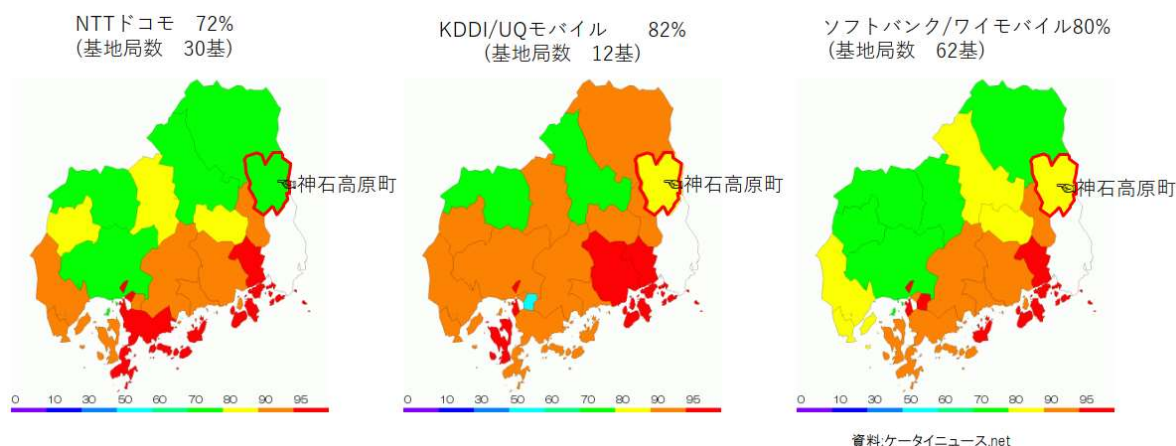 NTTドコモ 72%
(基地局数 30基)
KDDI/UQモバイル 82%
(基地局数 12基)
ソフトバンク/ワイモバイル80%
(基地局数 62基)
☜神石高原町
☜神石高原町
☜神石高原町
0 10 30 50 60 70 85 90 95
0 10 30 50 60 70 85 90 95
0 10 30 50 60 70 85 90 95
資料:ケータイニュース.net